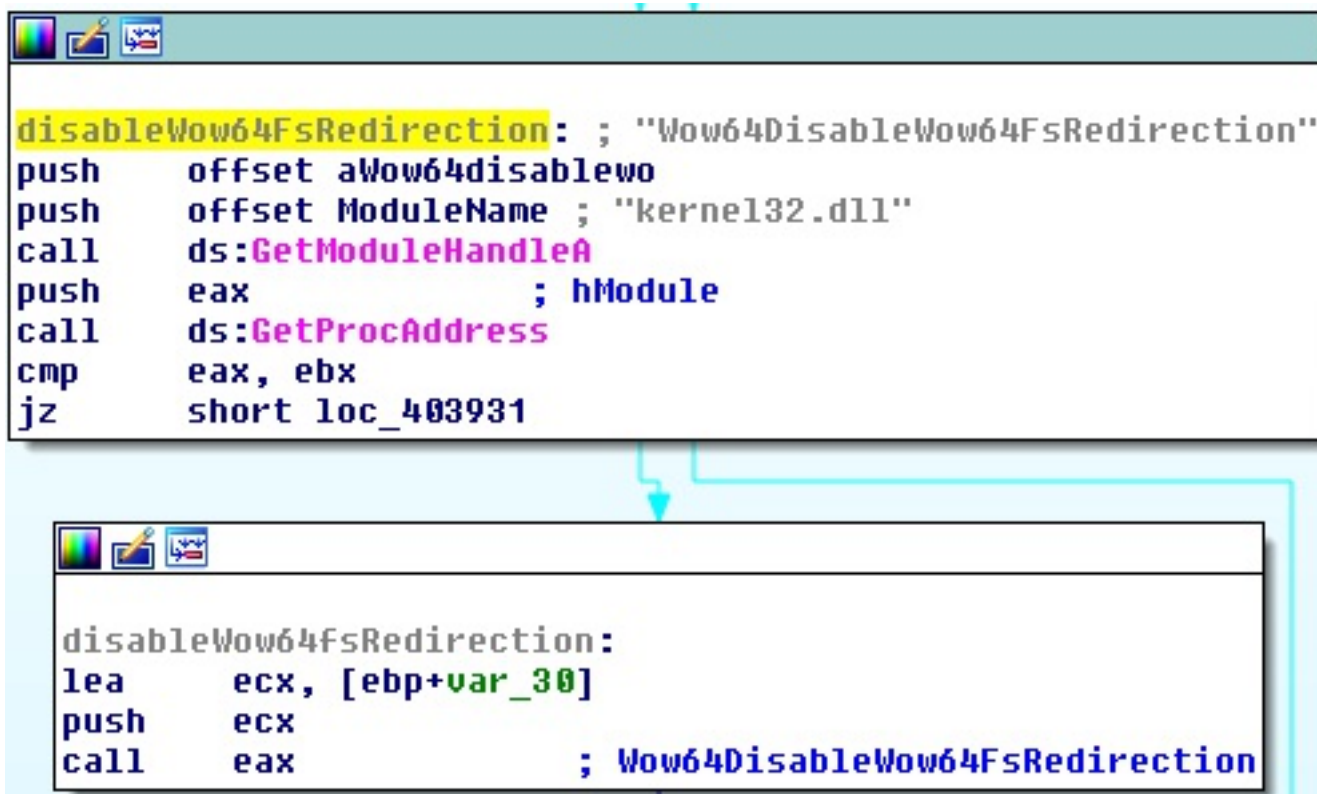 disableWow64FsRedirection: ; "Wow64DisableWow64FsRedirection"
push offset aWow64disablewo
push offset ModuleName ; "kernel32.dll"
call ds:GetModuleHandleA
push eax ; hModule
call ds:GetProcAddress
cmp eax, ebx
jz short loc_403931
disableWow64fsRedirection:
lea ecx, [ebp+var_30]
push ecx
call eax ; Wow64DisableWow64FsRedirection